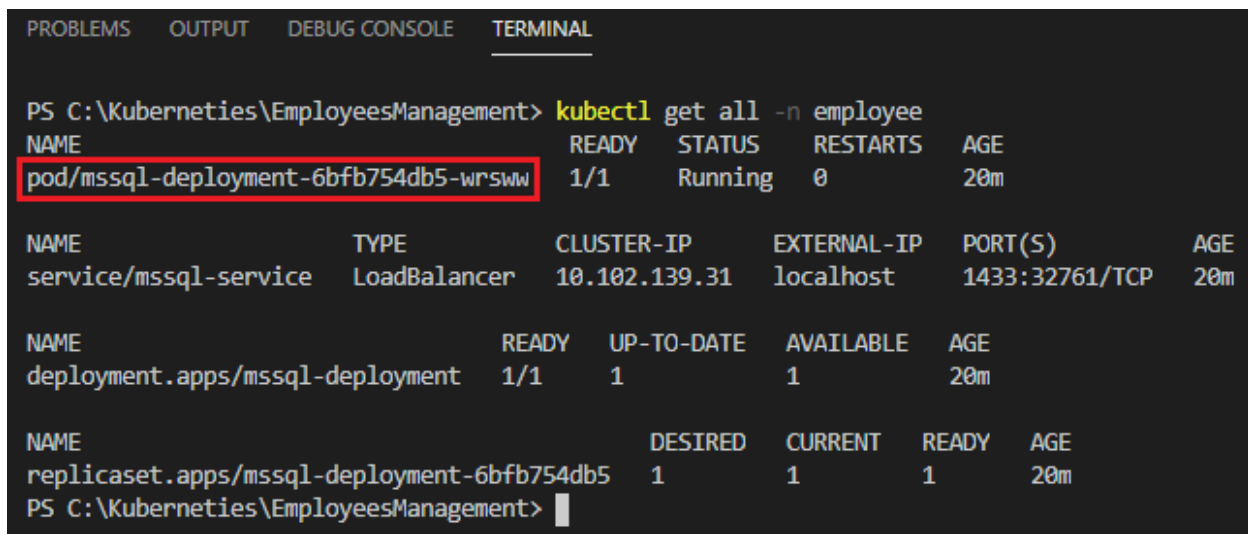 PROBLEMS OUTPUT DEBUG CONSOLE TERMINAL
PS C:\Kuberneties\EmployeesManagement> kubectl get all -n employee
NAME READY STATUS RESTARTS AGE
pod/mssql-deployment-6bfb754db5-wrsww 1/1 Running 0 20m
NAME TYPE CLUSTER-IP EXTERNAL-IP PORT(S) AGE
service/mssql-service LoadBalancer 10.102.139.31 localhost 1433:32761/TCP 20m
NAME READY UP-TO-DATE AVAILABLE AGE
deployment.apps/mssql-deployment 1/1 1 1 20m
NAME DESIRED CURRENT READY AGE
replicaset.apps/mssql-deployment-6bfb754db5 1 1 1 20m
PS C:\Kuberneties\EmployeesManagement>